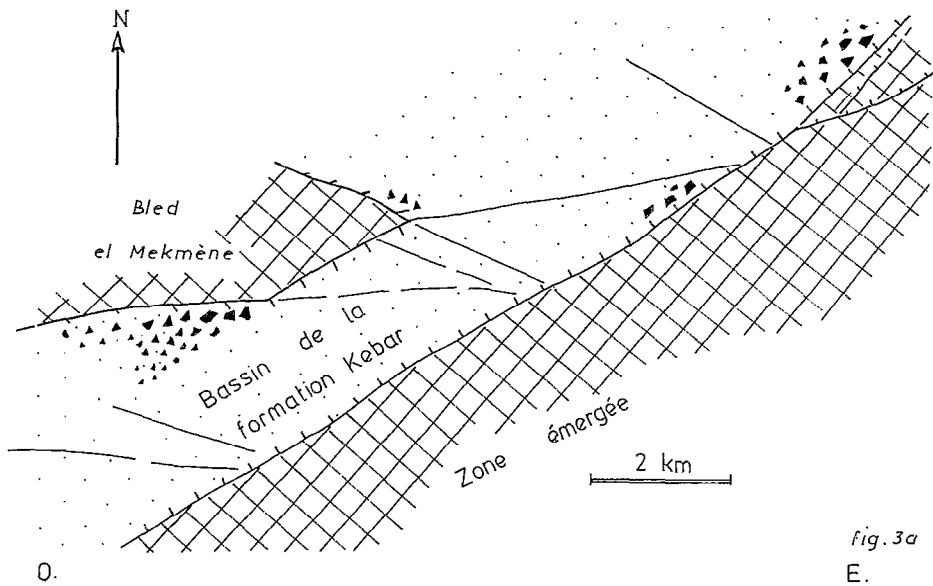 N
Bled
el Mekmène
Bassin de la
formation Kebar
Zone émergée
2 km
fig. 3a
O.
E.